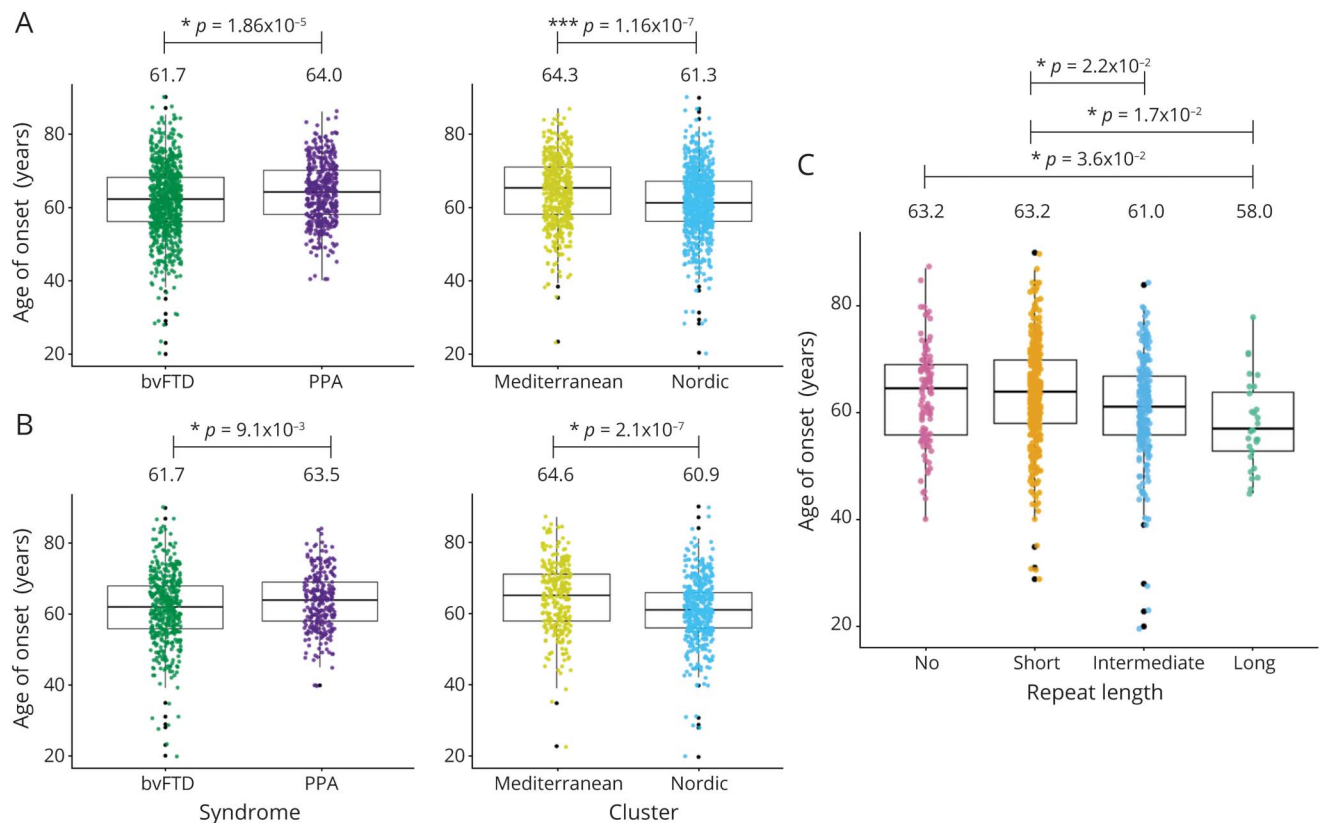 A
* p = 1.86x10⁻⁵
61.7 64.0
Age of onset (years)
80
60
40
20
bvFTD PPA
*** p = 1.16x10⁻⁷
64.3 61.3
80
60
40
20
Mediterranean Nordic
B
* p = 9.1x10⁻³
61.7 63.5
Age of onset (years)
80
60
40
20
bvFTD PPA
Syndrome
* p = 2.1x10⁻⁷
64.6 60.9
80
60
40
20
Mediterranean Nordic
Cluster
C
* p = 2.2x10⁻²
* p = 1.7x10⁻²
* p = 3.6x10⁻²
63.2 63.2 61.0 58.0
Age of onset (years)
80
60
40
20
No Short Intermediate Long
Repeat length